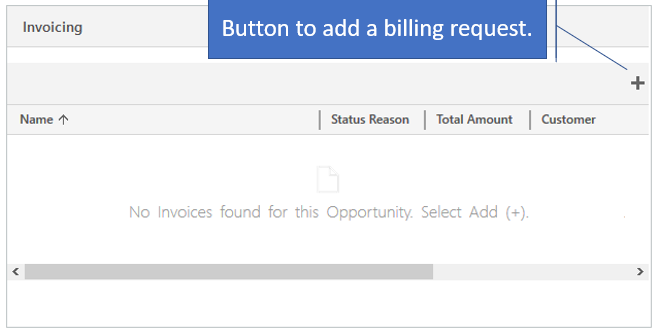 Button to add a billing request.
Invoicing
+
Name ↑ Status Reason Total Amount Customer
No Invoices found for this Opportunity. Select Add (+).